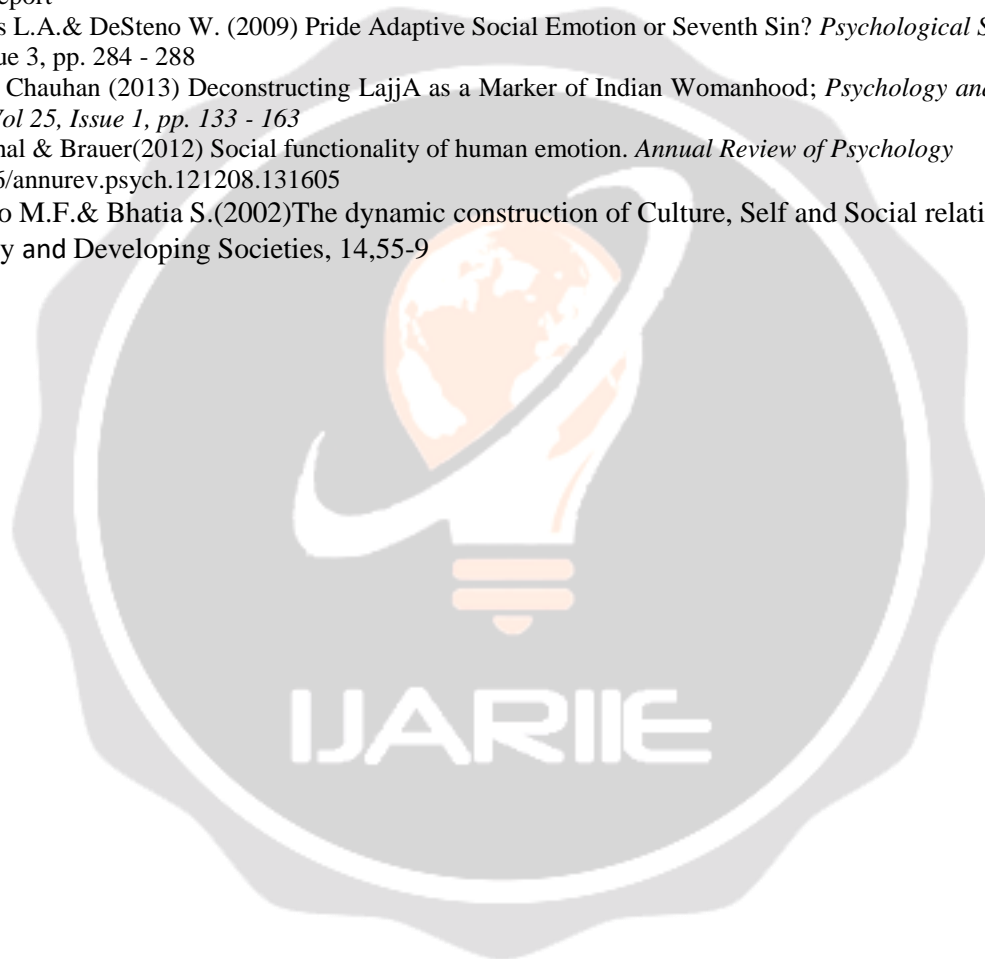 eport
s L.A.& DeSteno W. (2009) Pride Adaptive Social Emotion or Seventh Sin? Psychological S
ue 3, pp. 284 - 288
Chauhan (2013) Deconstructing LajjA as a Marker of Indian Womanhood; Psychology and
Vol 25, Issue 1, pp. 133 - 163
nal & Brauer(2012) Social functionality of human emotion. Annual Review of Psychology
6/annurev.psych.121208.131605
o M.F.& Bhatia S.(2002)The dynamic construction of Culture, Self and Social relati
y and Developing Societies, 14,55-9
IJARIIE